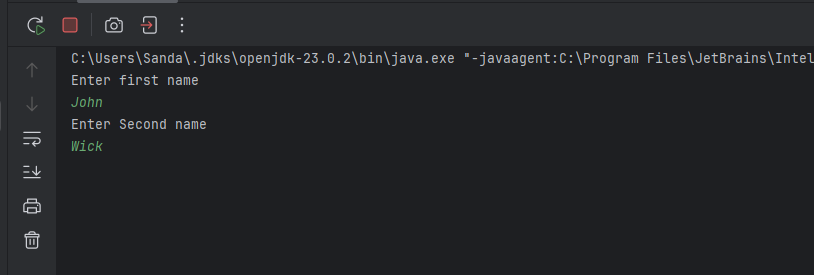 C:\Users\Sanda\.jdks\openjdk-23.0.2\bin\java.exe "-javaagent:C:\Program Files\JetBrains\Intel
Enter first name
John
Enter Second name
Wick